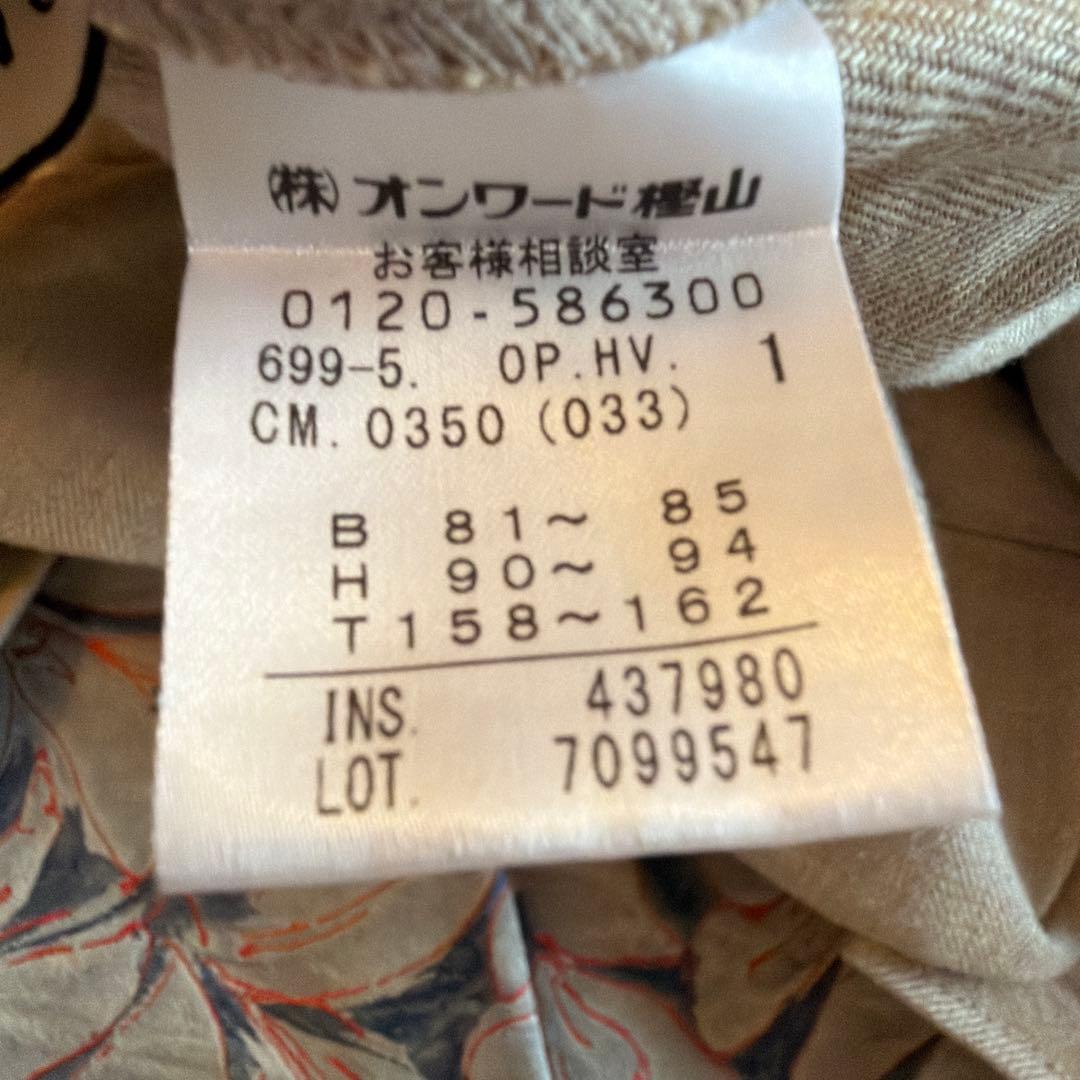 (株)オンワード樫山
お客様相談室
0120-586300
699-5. OP.HV. 1
CM.0350(033)
B 81~ 85
H 90~ 94
T158~162
INS. 437980
LOT. 7099547